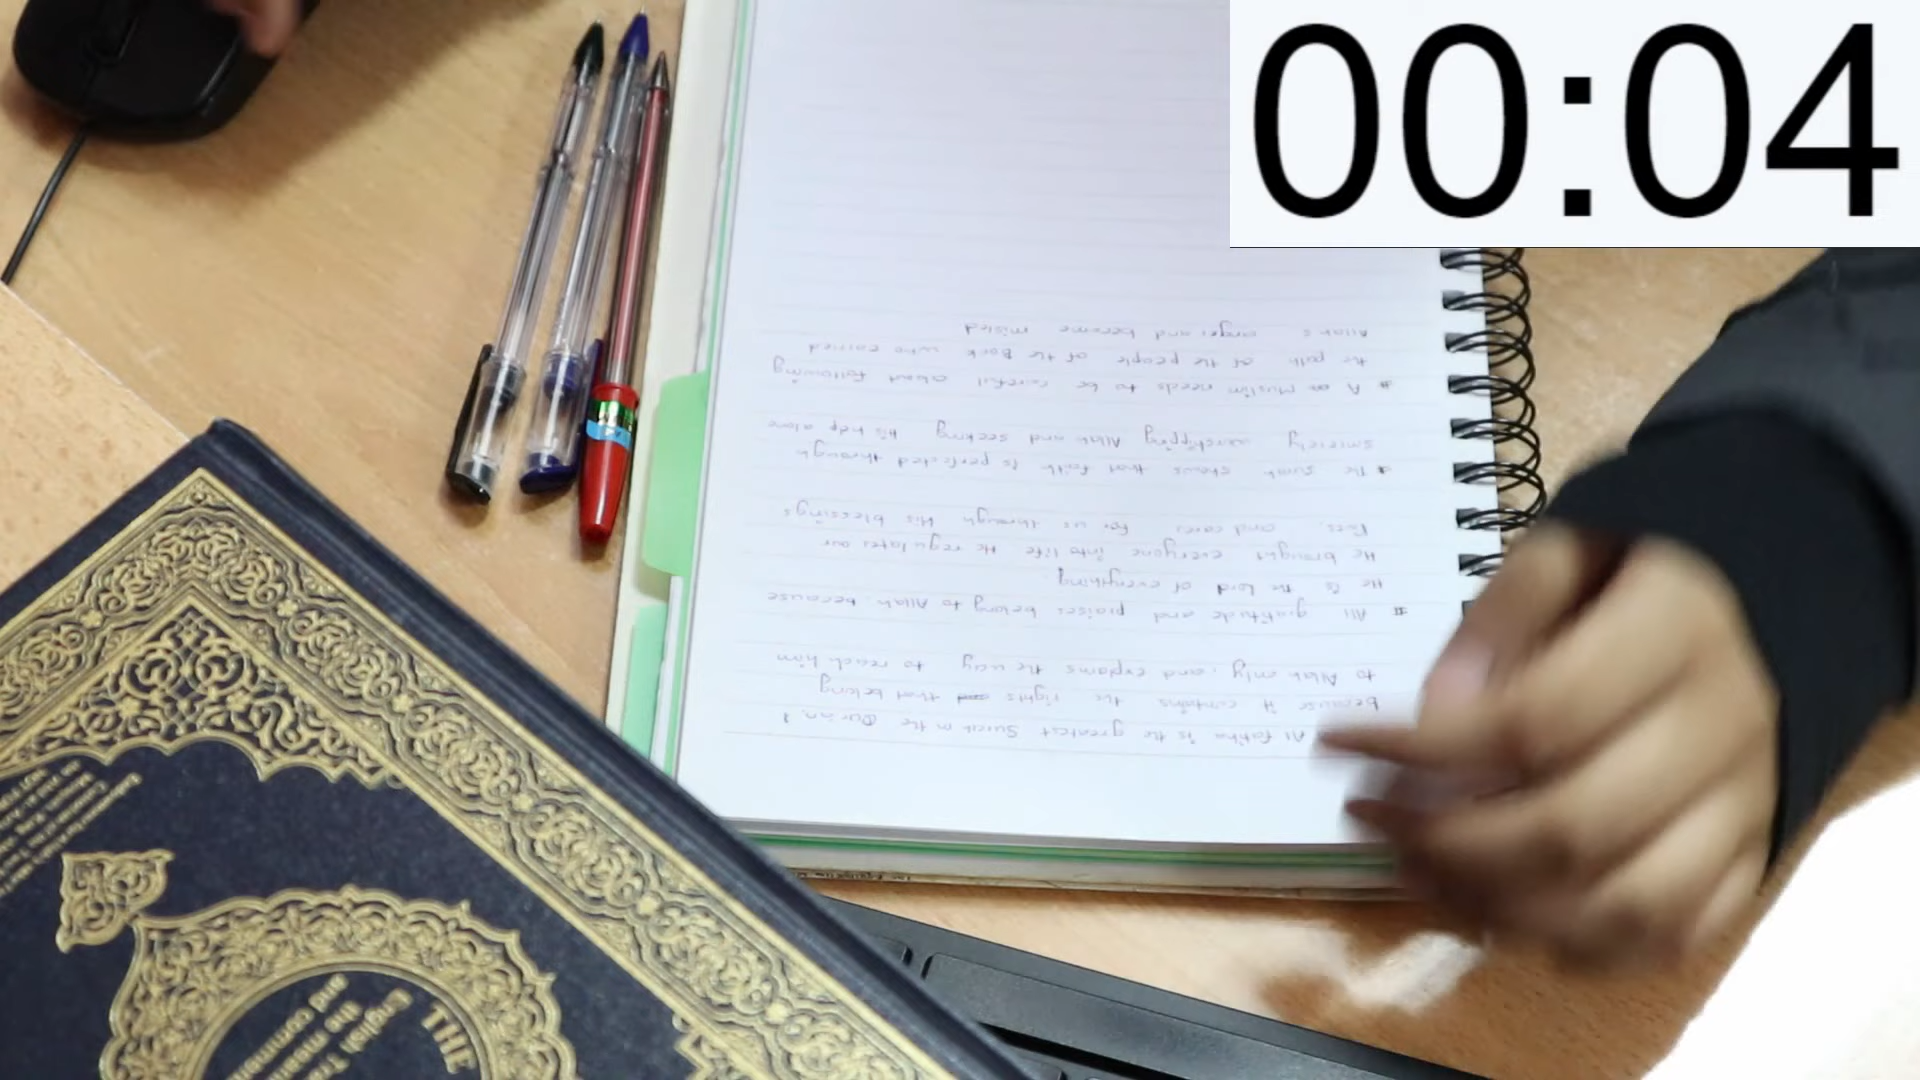 00:04
Al fatiha is the greatest Surah in the Qur'an,
because it contains the rights and that belong
to Allah only, and explains the way to reach him
# All gratitude and praises belong to Allah, because
He is the Lord of everything
He brought everyone into life He regulates our
and cares for us through His blessings
* The Surah shows that faith is perfected through
sincerely worshipping Allah and seeking His help alone
* A Muslim needs to be careful about following
the path of the people of the Book who earned
Allah's anger and became misled
THE
English
the
and